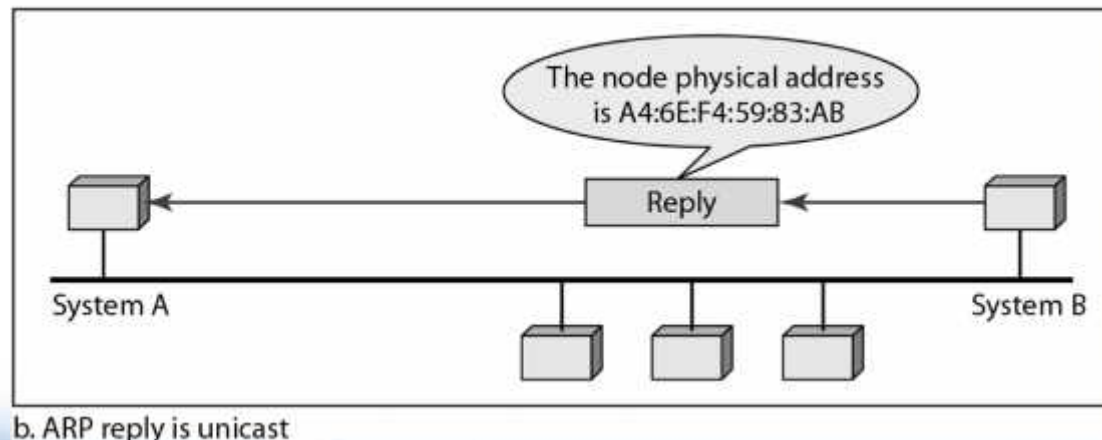 The node physical address
is A4:6E:F4:59:83:AB
Reply
System A
System B
b. ARP reply is unicast